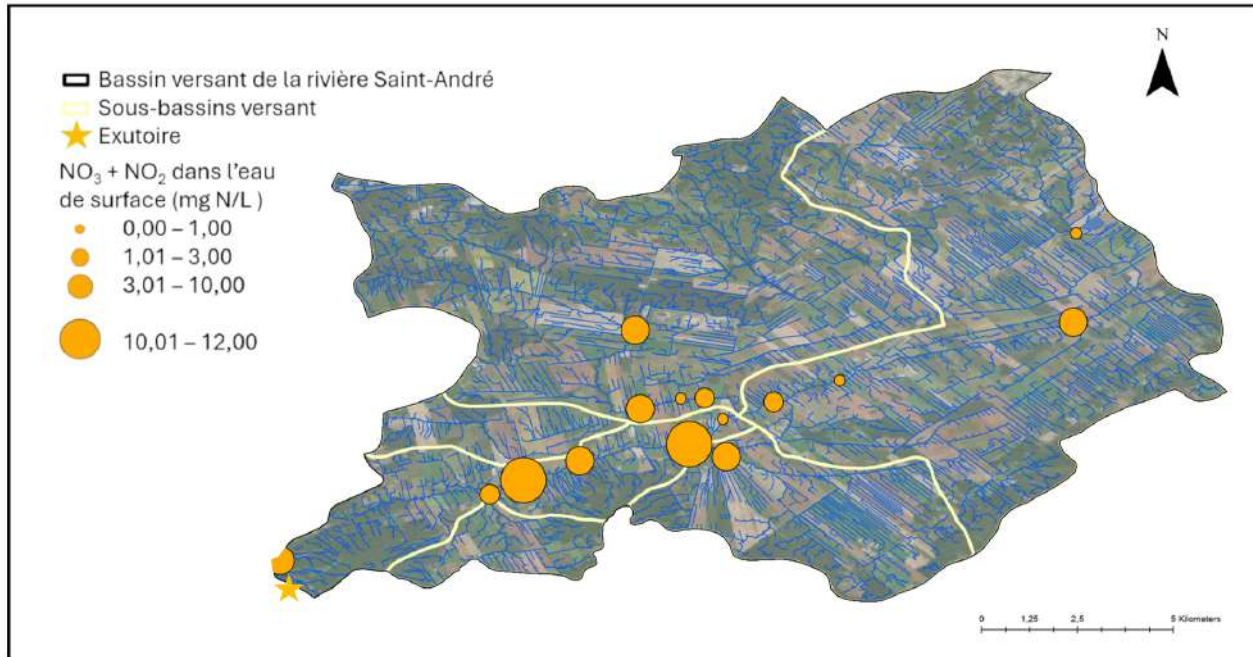 N
Bassin versant de la rivière Saint-André
Sous-bassins versant
Exutoire
NO₃ + NO₂ dans l'eau
de surface (mg N/L )
0,00 – 1,00
1,01 – 3,00
3,01 – 10,00
10,01 – 12,00
0 1,25 2,5 5 Kilometers